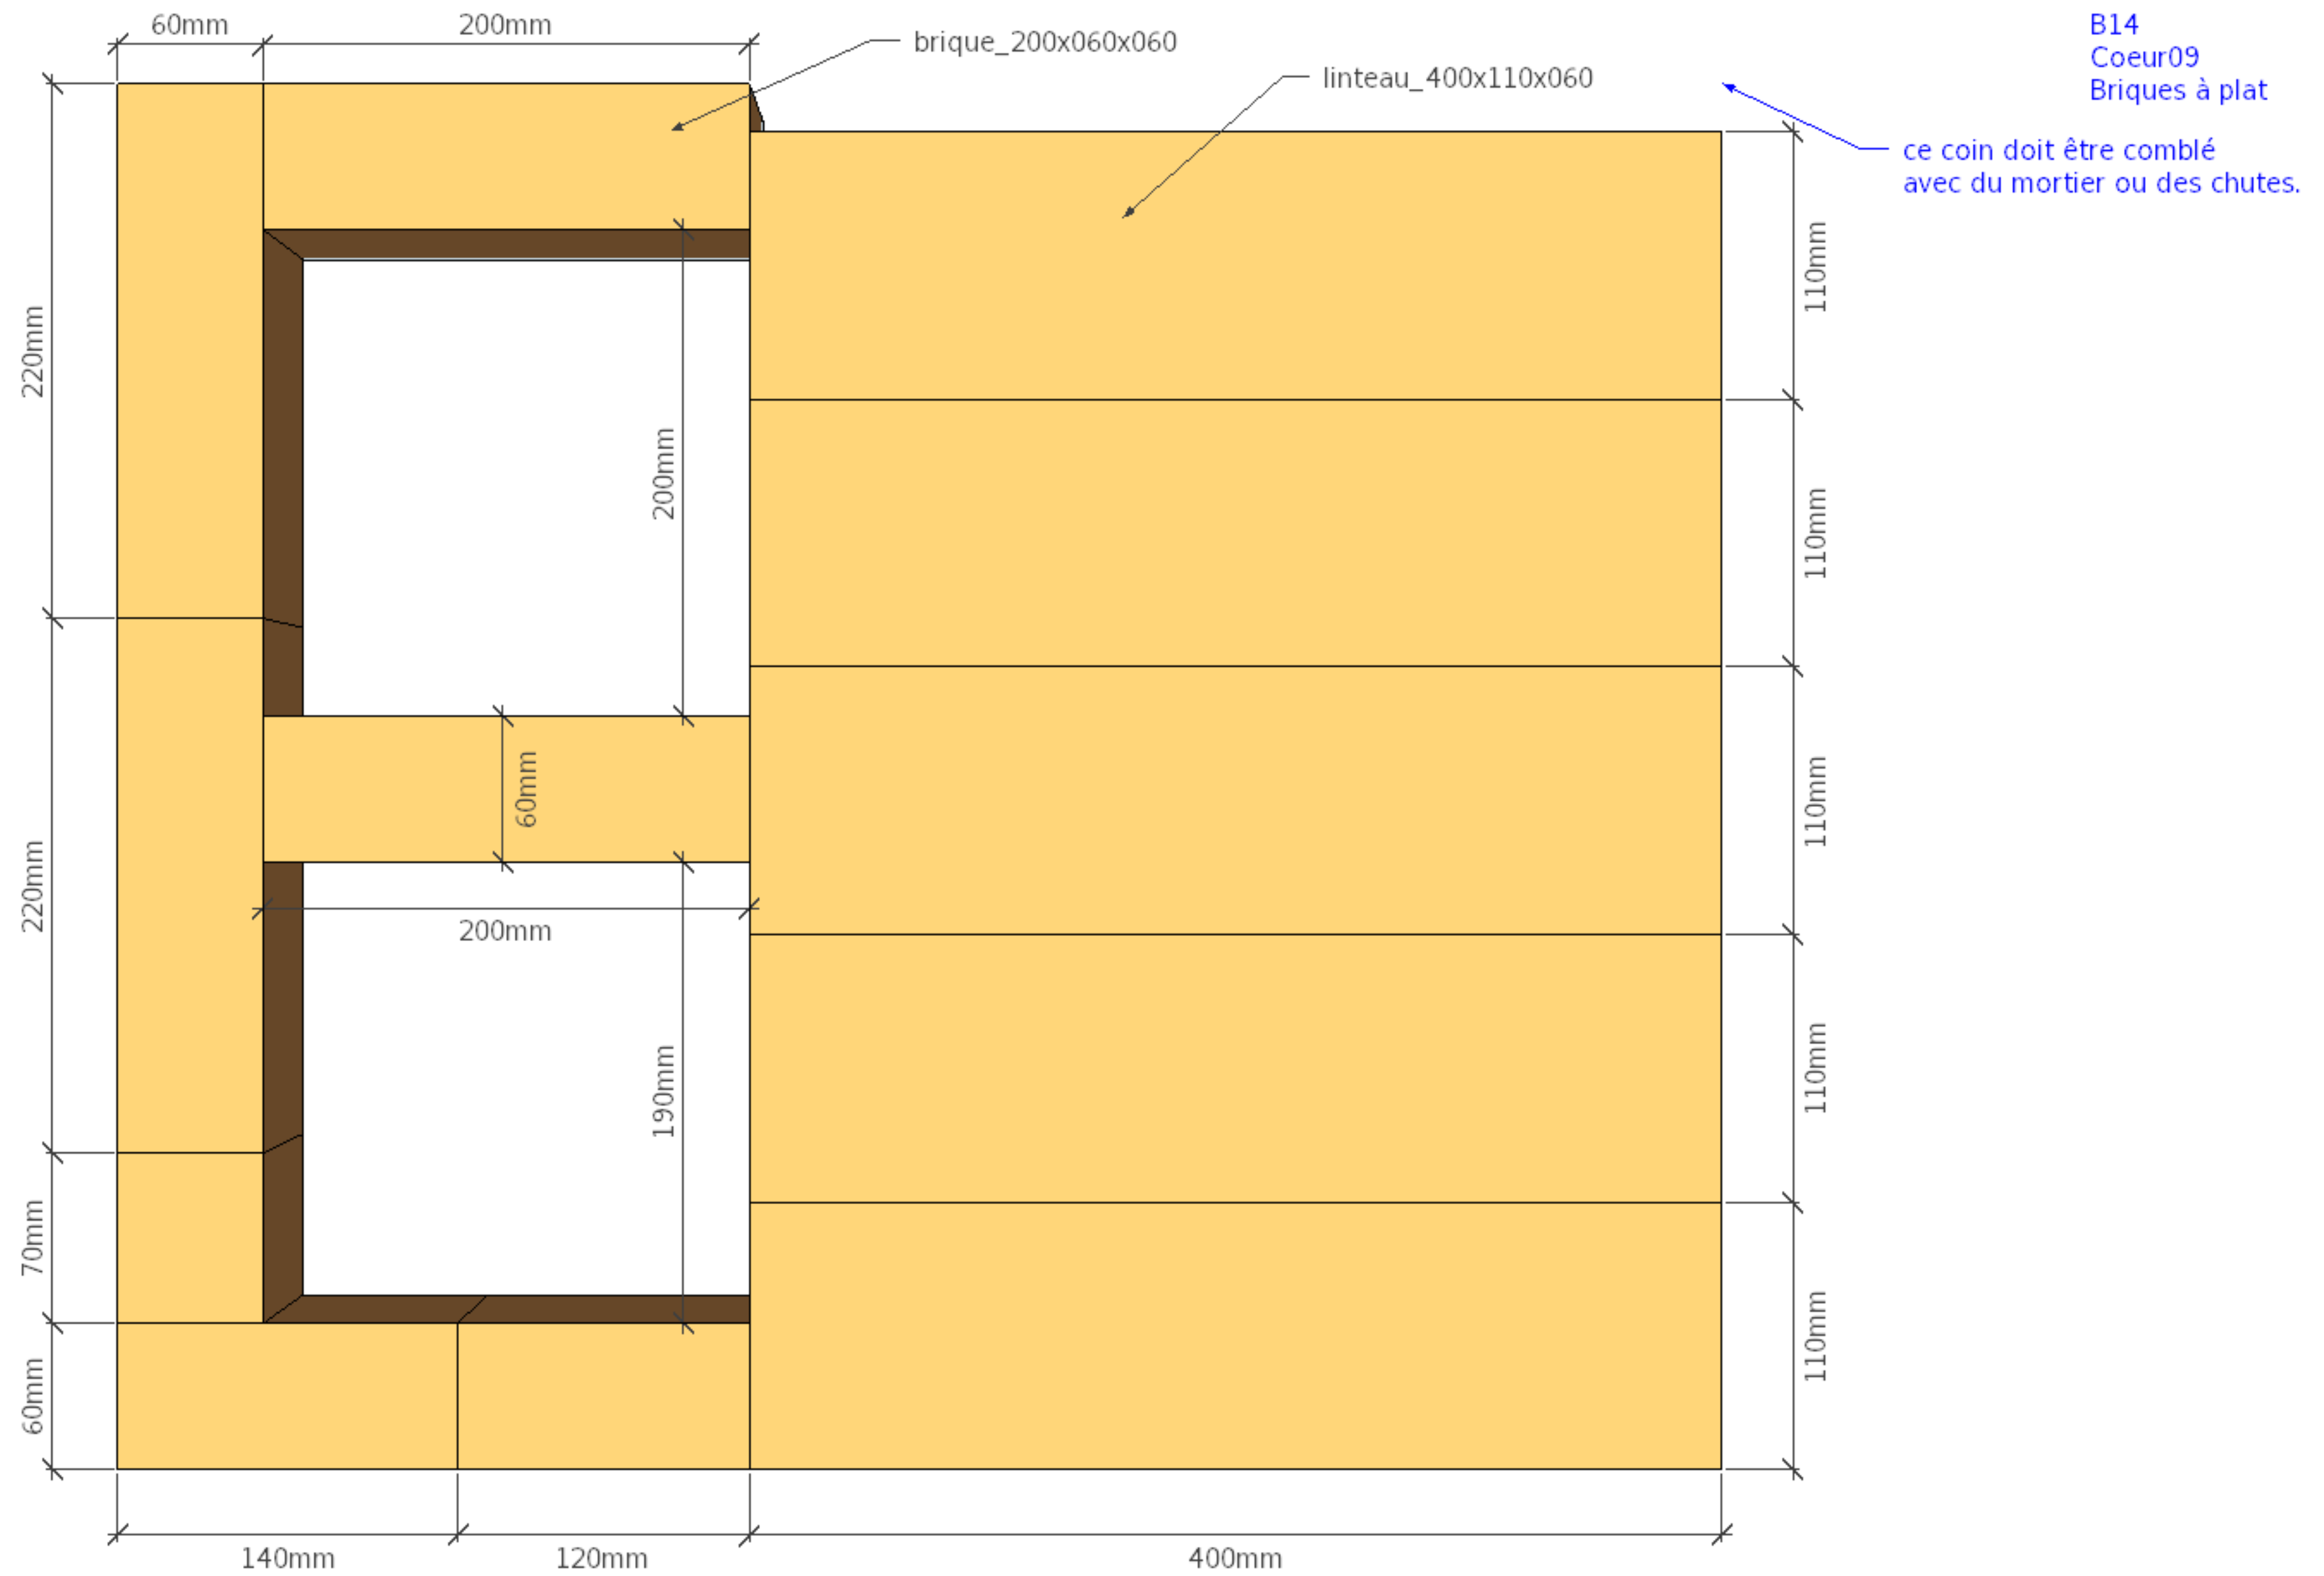 60mm
200mm
brique_200x060x060
linteau_400x110x060
B14
Coeur09
Briques à plat
ce coin doit être comblé
avec du mortier ou des chutes.
220mm
200mm
110mm
110mm
60mm
110mm
220mm
200mm
190mm
110mm
70mm
60mm
110mm
140mm
120mm
400mm